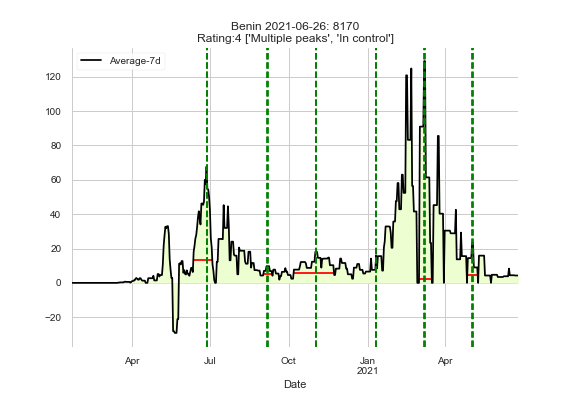 Benin 2021-06-26: 8170
Rating:4 ['Multiple peaks', 'In control']
Average-7d
120
100
80
60
40
20
0
−20
Apr
Jul
Oct
Jan
2021
Apr
Date